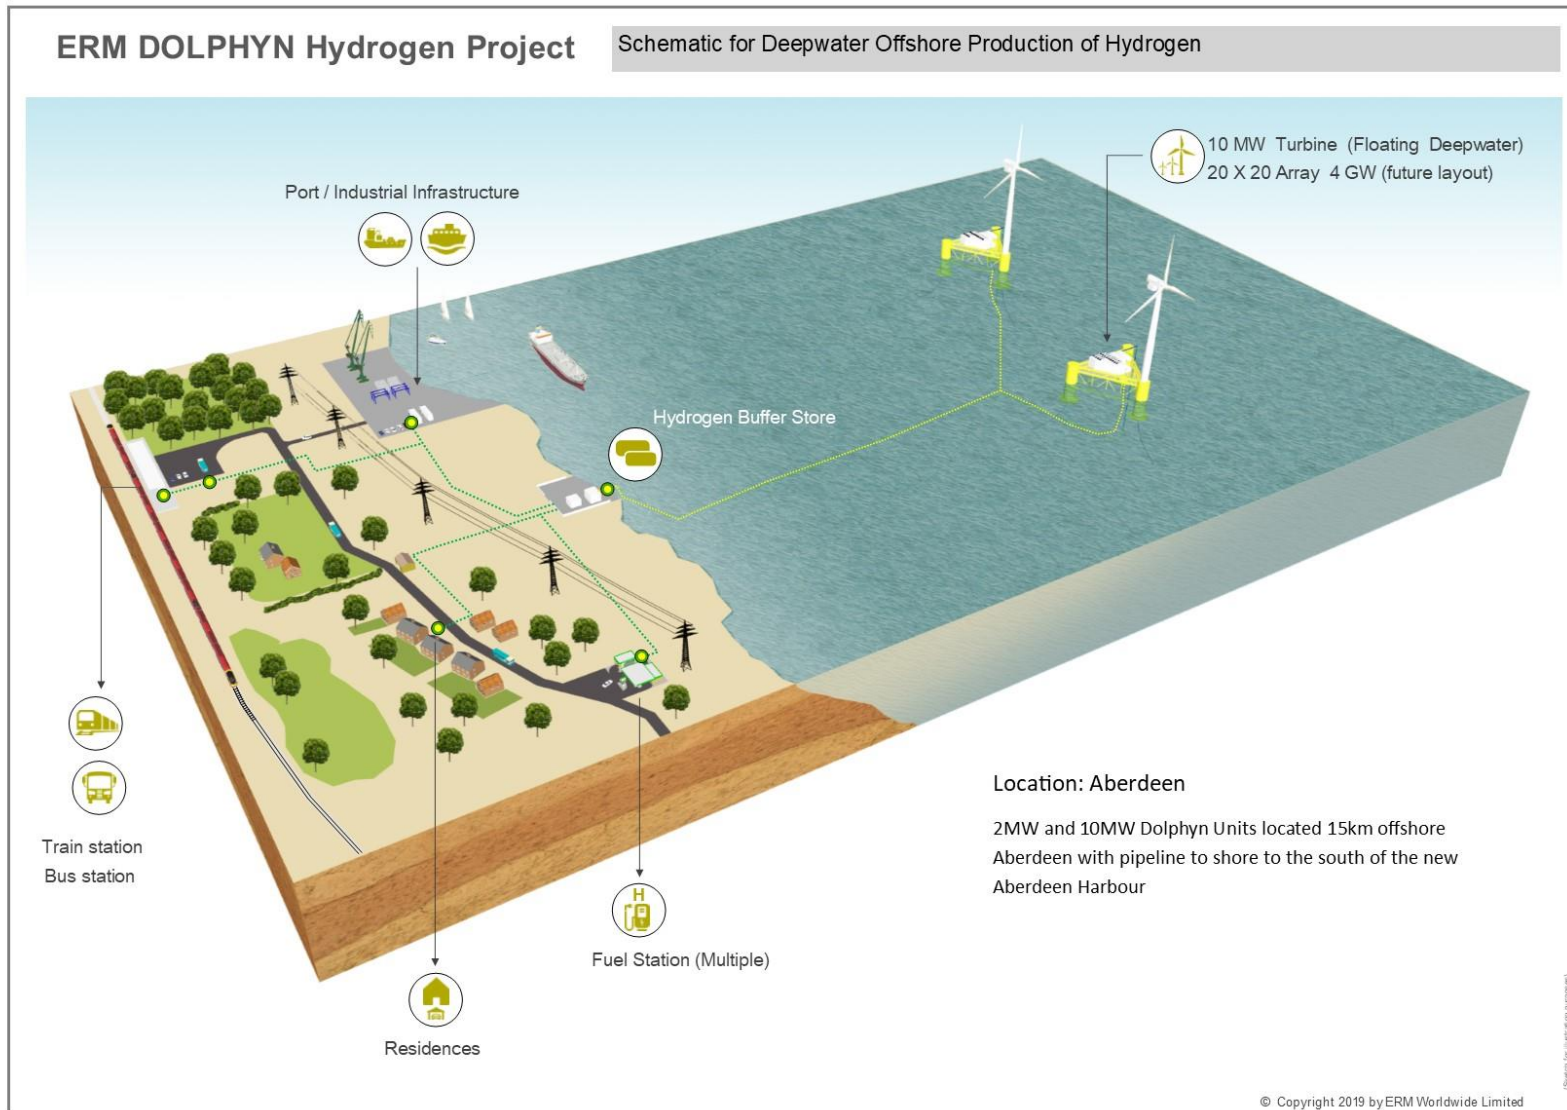 ERM DOLPHYN Hydrogen Project
Schematic for Deepwater Offshore Production of Hydrogen
10 MW Turbine (Floating Deepwater)
20 X 20 Array 4 GW (future layout)
Port / Industrial Infrastructure
Hydrogen Buffer Store
Train station
Bus station
H
Fuel Station (Multiple)
Residences
Location: Aberdeen
2MW and 10MW Dolphyn Units located 15km offshore
Aberdeen with pipeline to shore to the south of the new
Aberdeen Harbour
© Copyright 2019 by ERM Worldwide Limited